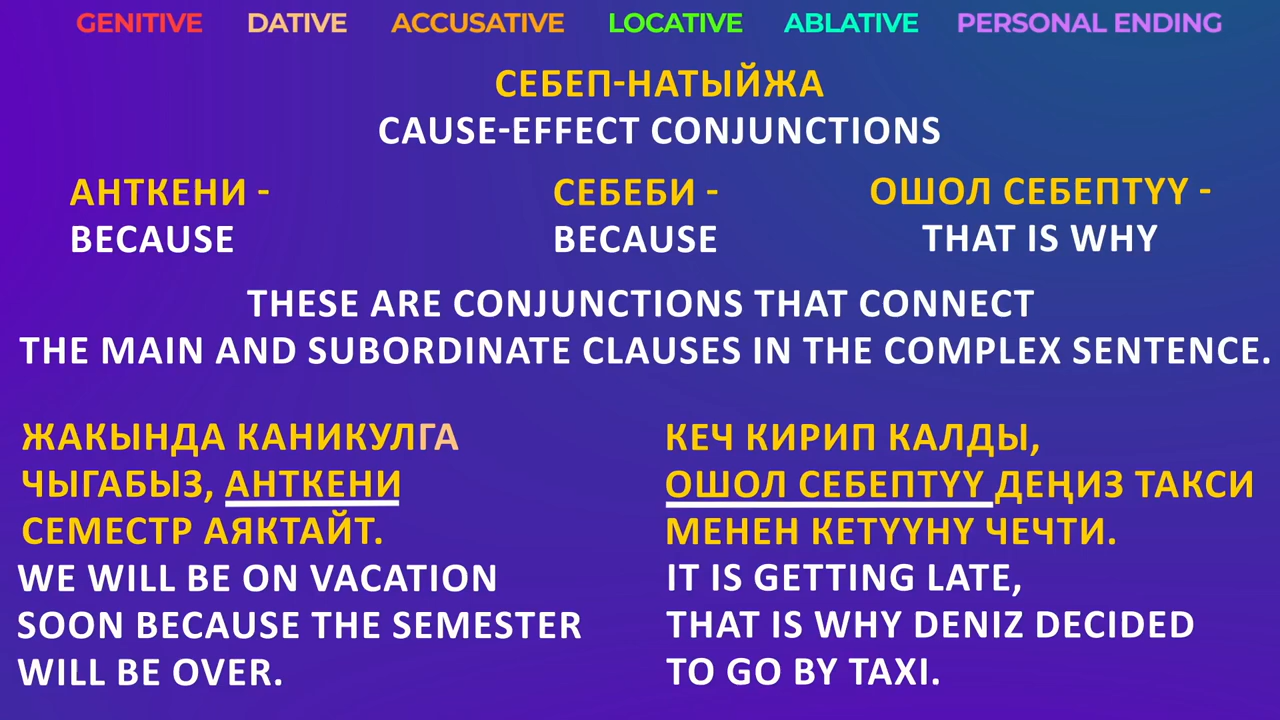 GENITIVE DATIVE ACCUSATIVE LOCATIVE ABLATIVE PERSONAL ENDING
СЕБЕП-НАТЫЙЖА
CAUSE-EFFECT CONJUNCTIONS
АНТКЕНИ -
BECAUSE
СЕБЕБИ -
BECAUSE
ОШОЛ СЕБЕПТҮҮ -
THAT IS WHY
THESE ARE CONJUNCTIONS THAT CONNECT
THE MAIN AND SUBORDINATE CLAUSES IN THE COMPLEX SENTENCE.
ЖАКЫНДА КАНИКУЛГА
ЧЫГАБЫЗ, АНТКЕНИ
СЕМЕСТР АЯКТАЙТ.
WE WILL BE ON VACATION
SOON BECAUSE THE SEMESTER
WILL BE OVER.
КЕЧ КИРИП КАЛДЫ,
ОШОЛ СЕБЕПТҮҮ ДЕҢИЗ ТАКСИ
МЕНЕН КЕТҮҮНҮ ЧЕЧТИ.
IT IS GETTING LATE,
THAT IS WHY DENIZ DECIDED
TO GO BY TAXI.